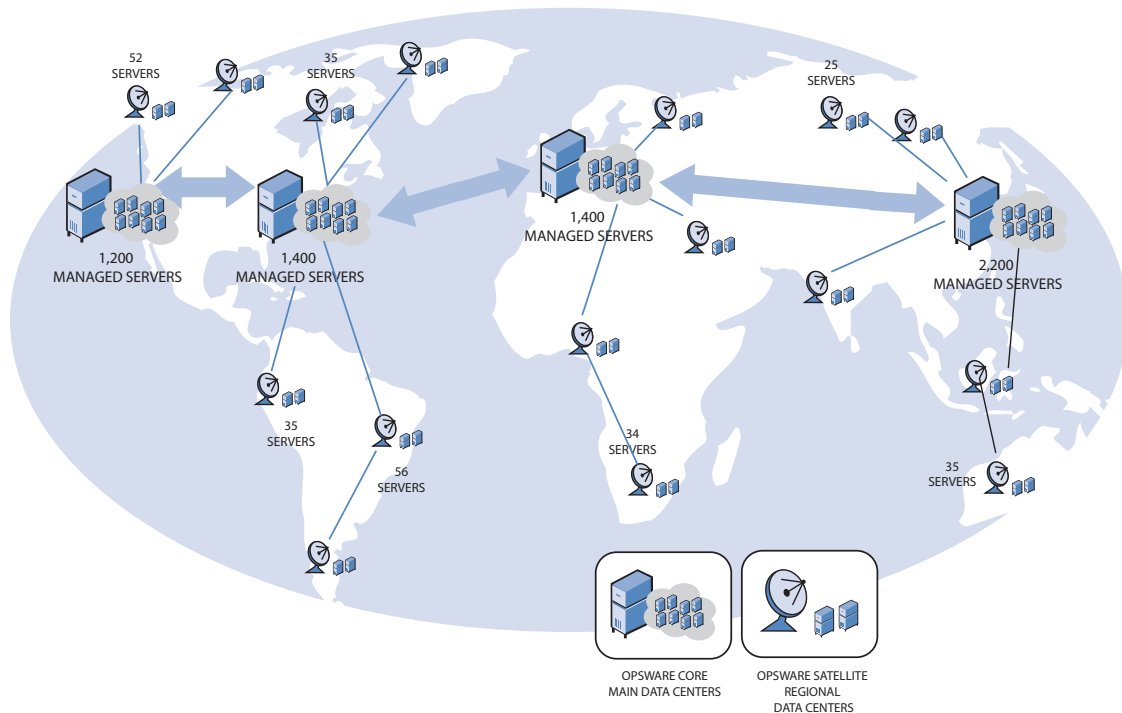 52
SERVERS
35
SERVERS
25
SERVERS
1,200
MANAGED SERVERS
1,400
MANAGED SERVERS
1,400
MANAGED SERVERS
2,200
MANAGED SERVERS
35
SERVERS
56
SERVERS
34
SERVERS
35
SERVERS
OPSWARE CORE
MAIN DATA CENTERS
OPSWARE SATELLITE
REGIONAL
DATA CENTERS